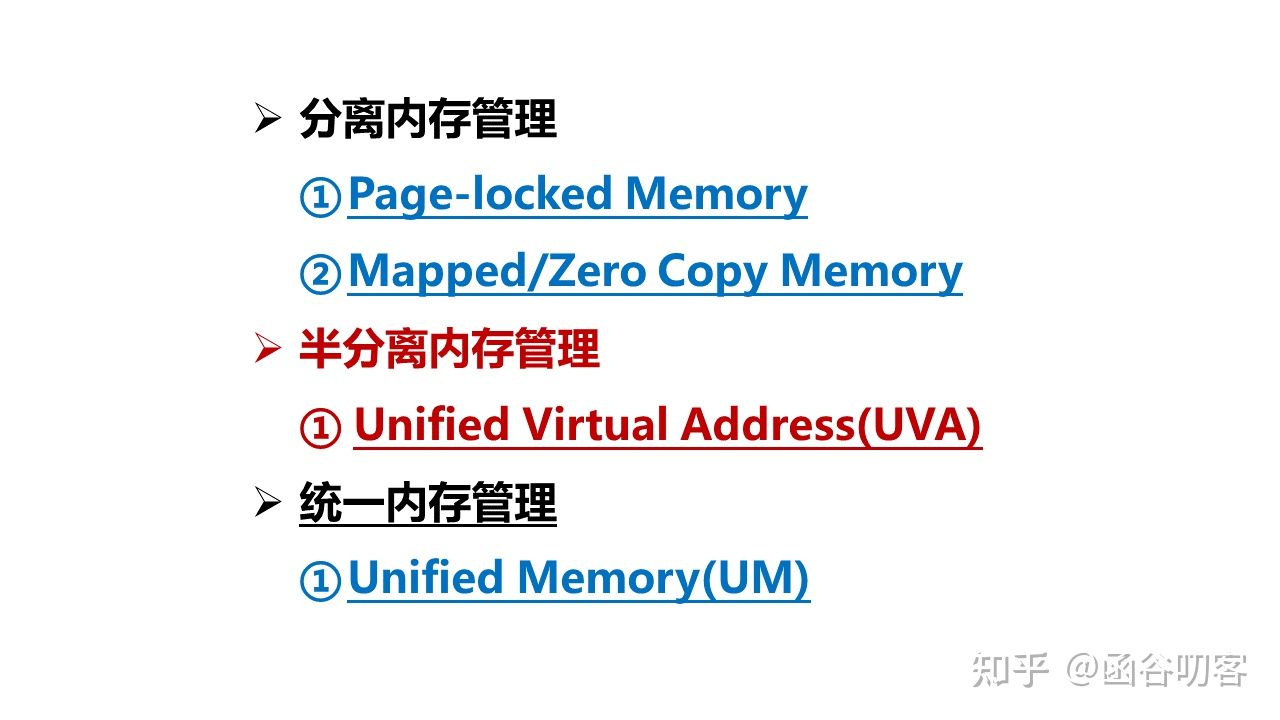 ➢ 分离内存管理
①Page-locked Memory
②Mapped/Zero Copy Memory
➢ 半分离内存管理
① Unified Virtual Address(UVA)
➢ 统一内存管理
①Unified Memory(UM)
知乎 @函谷叨客